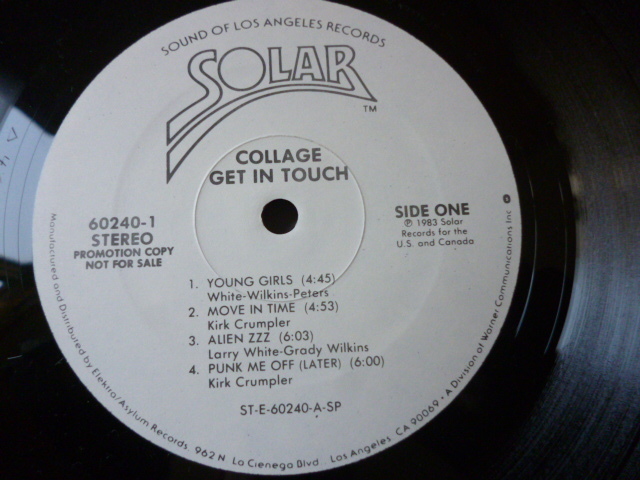 SOUND OF LOS ANGELES RECORDS
SOLAR
TM
COLLAGE
GET IN TOUCH
60240-1
STEREO
PROMOTION COPY
NOT FOR SALE
SIDE ONE
Ⓟ 1983 Solar
Records for the
U.S. and Canada
1. YOUNG GIRLS (4:45)
White-Wilkins-Peters
2. MOVE IN TIME (4:53)
Kirk Crumpler
3. ALIEN ZZZ (6:03)
Larry White-Grady Wilkins
4. PUNK ME OFF (LATER) (6:00)
Kirk Crumpler
ST-E-60240-A-SP
Manufactured and Distributed by Elektra/Asylum Records. 962 N. La Cienega Blvd. Los Angeles, CA 90069 • A Division of Warner Communications Inc.